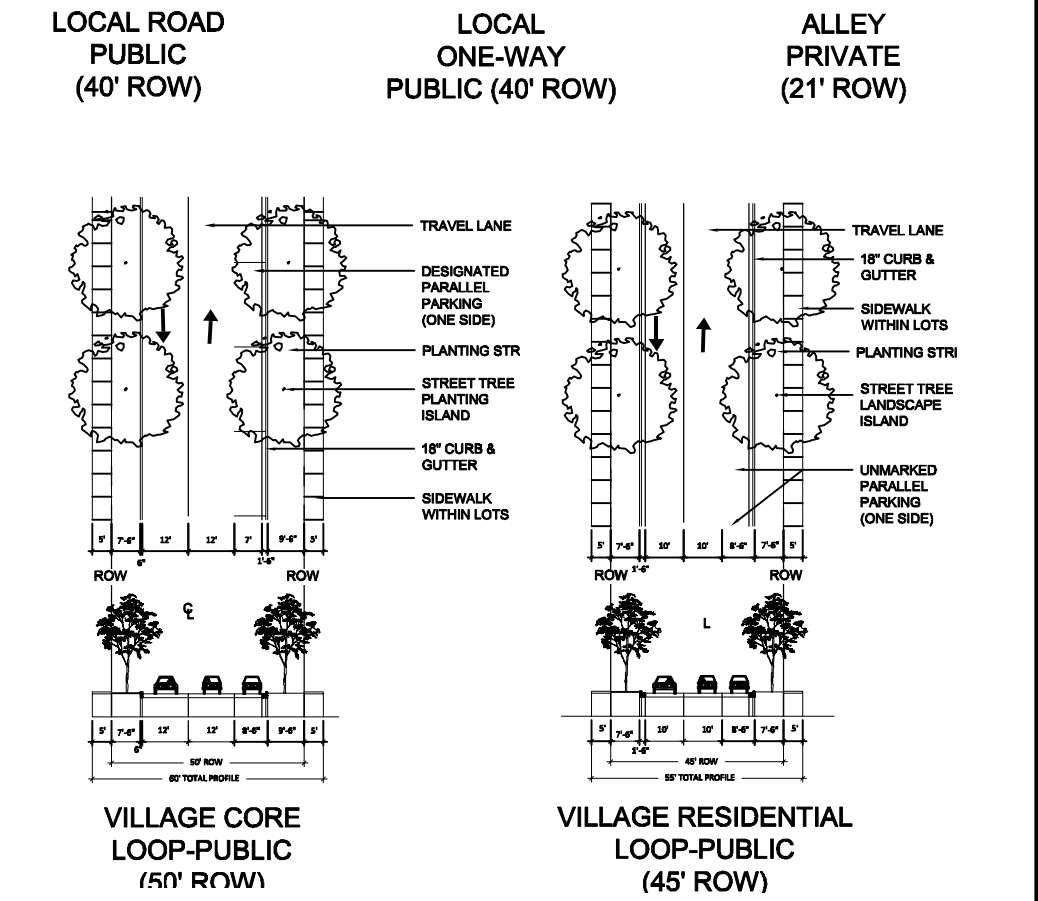 LOCAL ROAD
PUBLIC
(40' ROW)
LOCAL
ONE-WAY
PUBLIC (40' ROW)
ALLEY
PRIVATE
(21' ROW)
TRAVEL LANE
DESIGNATED
PARALLEL
PARKING
(ONE SIDE)
PLANTING STR
STREET TREE
PLANTING
ISLAND
18" CURB &
GUTTER
SIDEWALK
WITHIN LOTS
5' 7'-6" 12' 12' 7' 9'-6" 5'
6" 1'-6"
ROW ROW
CL
5' 7'-6" 12' 12' 8'-6" 9'-6" 5'
6"
50' ROW
60' TOTAL PROFILE
VILLAGE CORE
LOOP-PUBLIC
(50' ROW)
TRAVEL LANE
18" CURB &
GUTTER
SIDEWALK
WITHIN LOTS
PLANTING STRI
STREET TREE
LANDSCAPE
ISLAND
UNMARKED
PARALLEL
PARKING
(ONE SIDE)
5' 7'-6" 10' 10' 8'-6" 7'-6" 5'
1'-6"
ROW ROW
L
5' 7'-6" 10' 10' 8'-6" 7'-6" 5'
1'-6"
45' ROW
55' TOTAL PROFILE
VILLAGE RESIDENTIAL
LOOP-PUBLIC
(45' ROW)